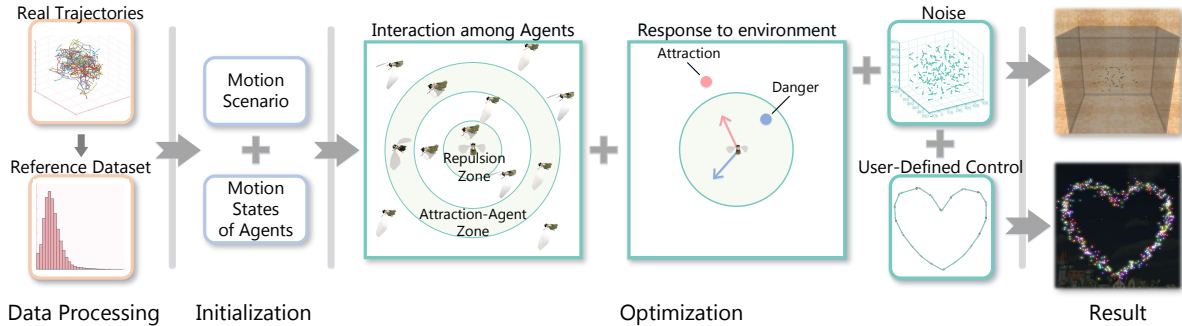 Real Trajectories
Reference Dataset
Data Processing
Motion
Scenario
Motion
States
of Agents
Initialization
Interaction among Agents
Repulsion
Zone
Attraction-Agent
Zone
Response to environment
Attraction
Danger
Noise
User-Defined Control
Optimization
Result